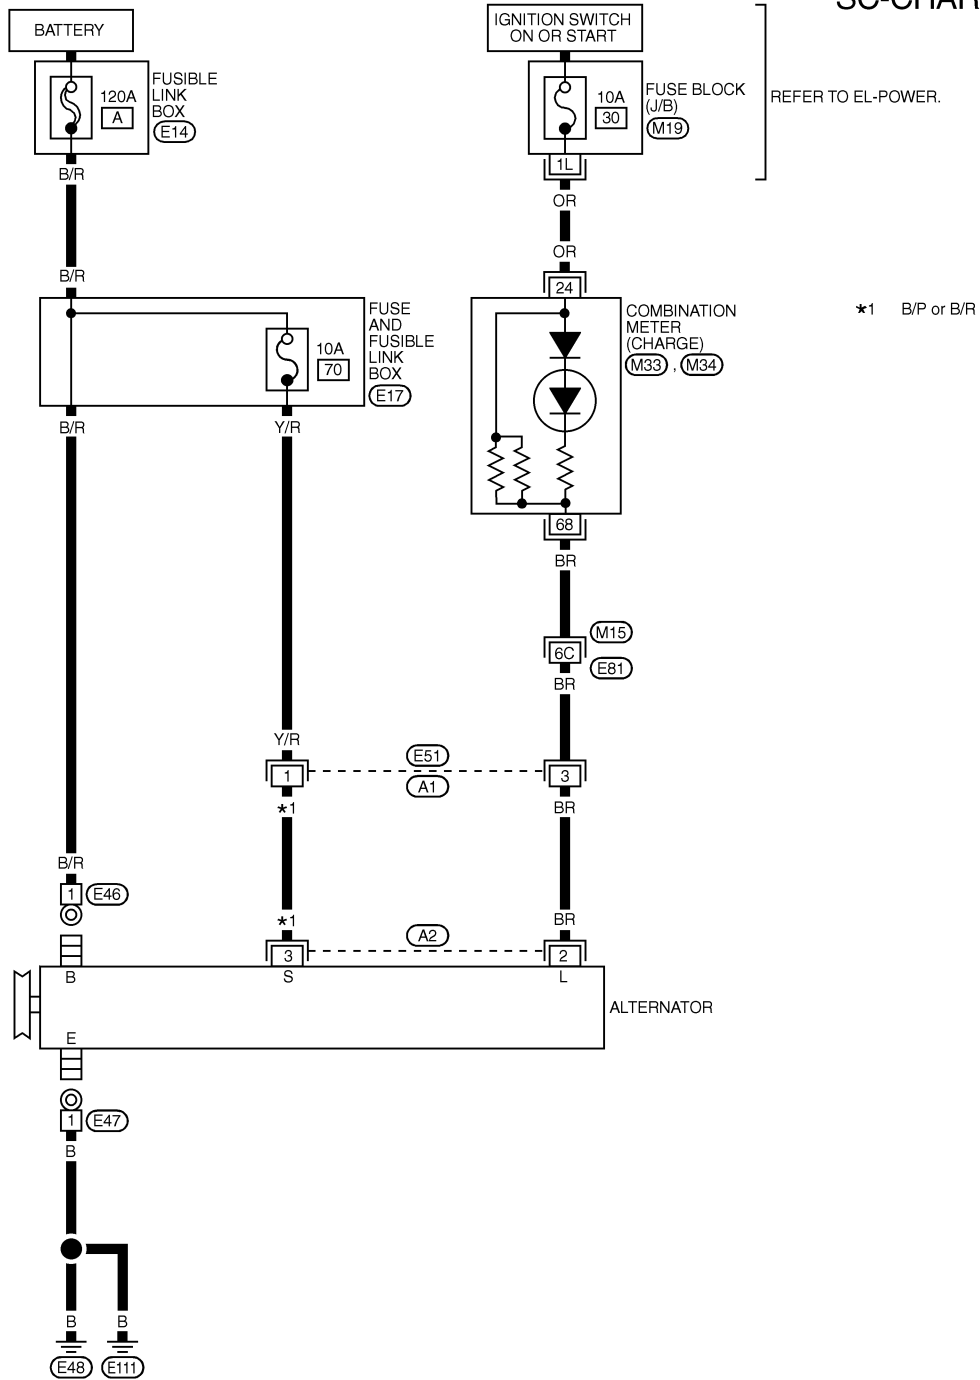 SC-CHAR
BATTERY
IGNITION SWITCH
ON OR START
FUSIBLE
LINK
BOX
E14
120A
A
10A
30
FUSE BLOCK
(J/B)
M19
REFER TO EL-POWER.
1L
B/R
OR
B/R
OR
24
FUSE
AND
FUSIBLE
LINK
BOX
E17
10A
70
COMBINATION
METER
(CHARGE)
M33 , M34
*1 B/P or B/R
B/R
Y/R
68
BR
M15
6C
E81
BR
Y/R
E51
1
3
A1
*1
BR
B/R
1
E46
*1
BR
A2
3
2
B
S
L
ALTERNATOR
E
1
E47
B
B
B
E48
E111